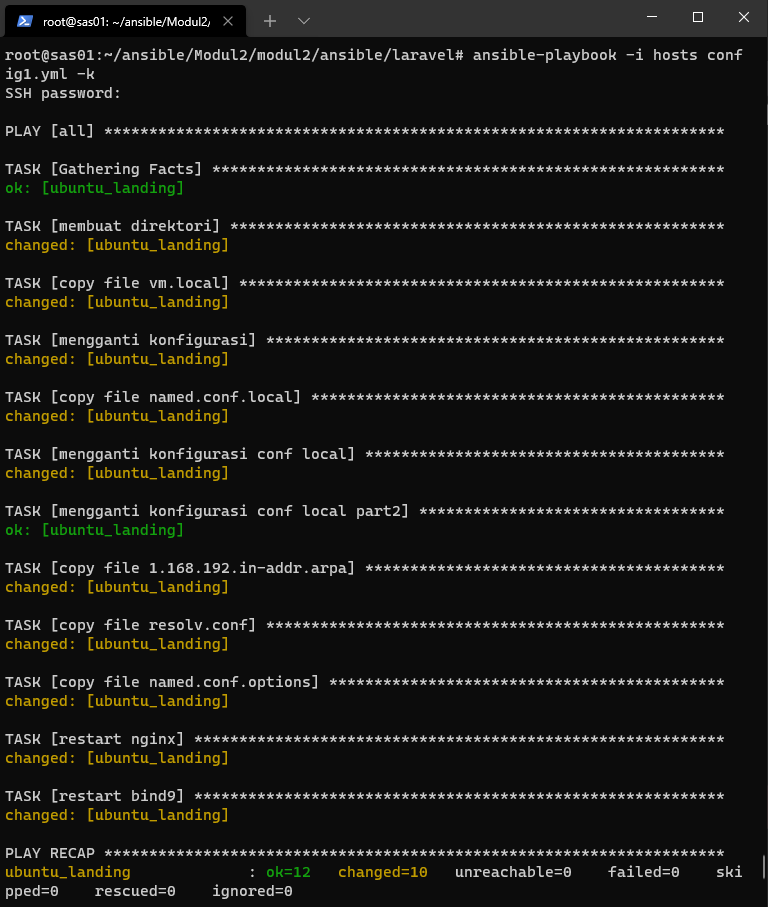 root@sas01: ~/ansible/Modul2/
root@sas01:~/ansible/Modul2/modul2/ansible/laravel# ansible-playbook -i hosts conf
ig1.yml -k
SSH password:
PLAY [all] *********************************************************************
TASK [Gathering Facts] *********************************************************
ok: [ubuntu_landing]
TASK [membuat direktori] *******************************************************
changed: [ubuntu_landing]
TASK [copy file vm.local] ******************************************************
changed: [ubuntu_landing]
TASK [mengganti konfigurasi] ***************************************************
changed: [ubuntu_landing]
TASK [copy file named.conf.local] **********************************************
changed: [ubuntu_landing]
TASK [mengganti konfigurasi conf local] ****************************************
changed: [ubuntu_landing]
TASK [mengganti konfigurasi conf local part2] **********************************
ok: [ubuntu_landing]
TASK [copy file 1.168.192.in-addr.arpa] ****************************************
changed: [ubuntu_landing]
TASK [copy file resolv.conf] ***************************************************
changed: [ubuntu_landing]
TASK [copy file named.conf.options] ********************************************
changed: [ubuntu_landing]
TASK [restart nginx] ***********************************************************
changed: [ubuntu_landing]
TASK [restart bind9] ***********************************************************
changed: [ubuntu_landing]
PLAY RECAP *********************************************************************
ubuntu_landing             : ok=12   changed=10   unreachable=0    failed=0    ski
pped=0    rescued=0    ignored=0